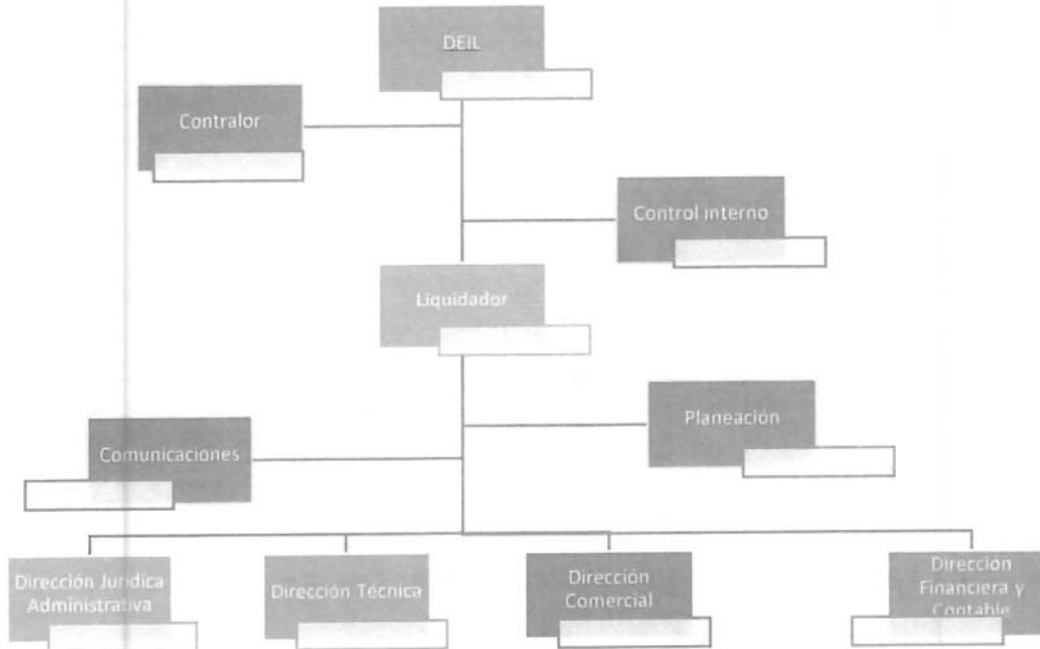 DEIL
Contralor
Control interno
Liquidador
Planeación
Comunicaciones
Dirección Jurídica
Administrativa
Dirección Técnica
Dirección
Comercial
Dirección
Financiera y
Contable